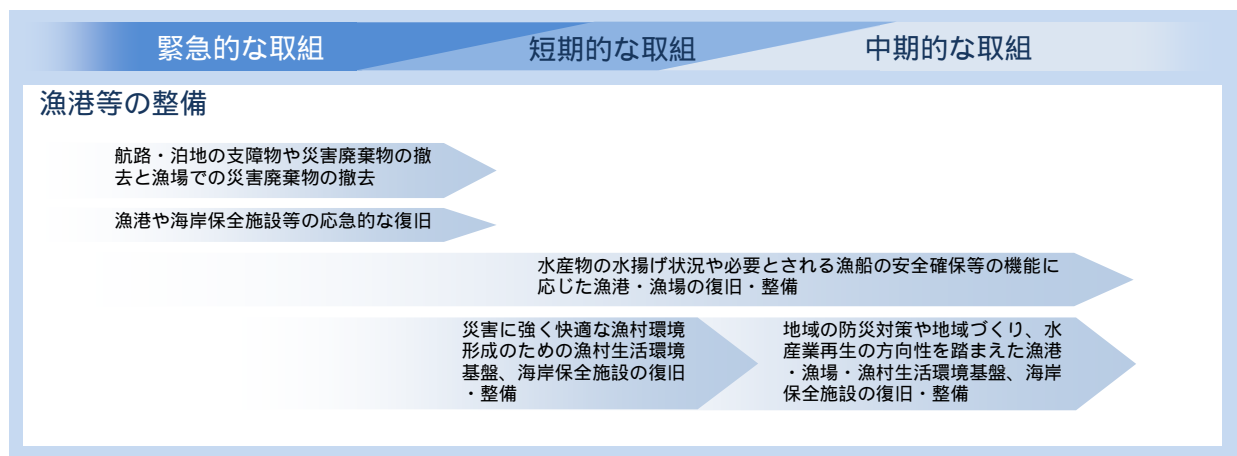 緊急的な取組
短期的な取組
中期的な取組
漁港等の整備
航路・泊地の支障物や災害廃棄物の撤
去と漁場での災害廃棄物の撤去
漁港や海岸保全施設等の応急的な復旧
水産物の水揚げ状況や必要とされる漁船の安全確保等の機能に
応じた漁港・漁場の復旧・整備
災害に強く快適な漁村環境
形成のための漁村生活環境
基盤、海岸保全施設の復旧
・整備
地域の防災対策や地域づくり、水
産業再生の方向性を踏まえた漁港
・漁場・漁村生活環境基盤、海岸
保全施設の復旧・整備